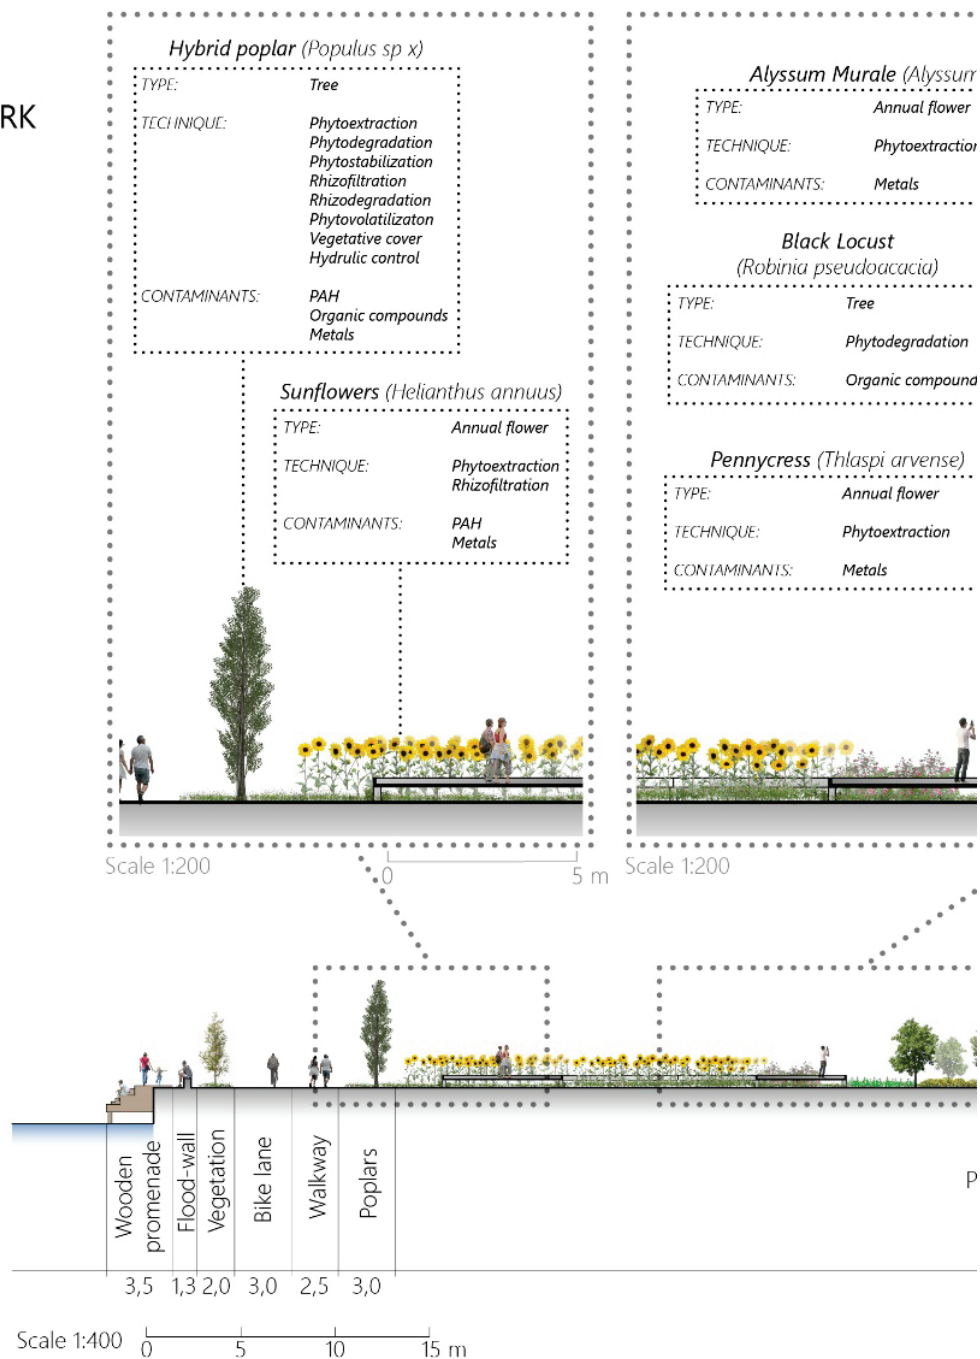 RK
Hybrid poplar (Populus sp x)
TYPE: Tree
TECHNIQUE: Phytoextraction
Phytodegradation
Phytostabilization
Rhizofiltration
Rhizodegradation
Phytovolatilizaton
Vegetative cover
Hydrulic control
CONTAMINANTS: PAH
Organic compounds
Metals
Sunflowers (Helianthus annuus)
TYPE: Annual flower
TECHNIQUE: Phytoextraction
Rhizofiltration
CONTAMINANTS: PAH
Metals
Scale 1:200
0 5 m
Alyssum Murale (Alyssum
TYPE: Annual flower
TECHNIQUE: Phytoextraction
CONTAMINANTS: Metals
Black Locust
(Robinia pseudoacacia)
TYPE: Tree
TECHNIQUE: Phytodegradation
CONTAMINANTS: Organic compound
Pennycress (Thlaspi arvense)
TYPE: Annual flower
TECHNIQUE: Phytoextraction
CONTAMINANTS: Metals
Scale 1:200
Wooden
promenade
Flood-wall
Vegetation
Bike lane
Walkway
Poplars
P
3,5 1,3 2,0 3,0 2,5 3,0
Scale 1:400 0 5 10 15 m